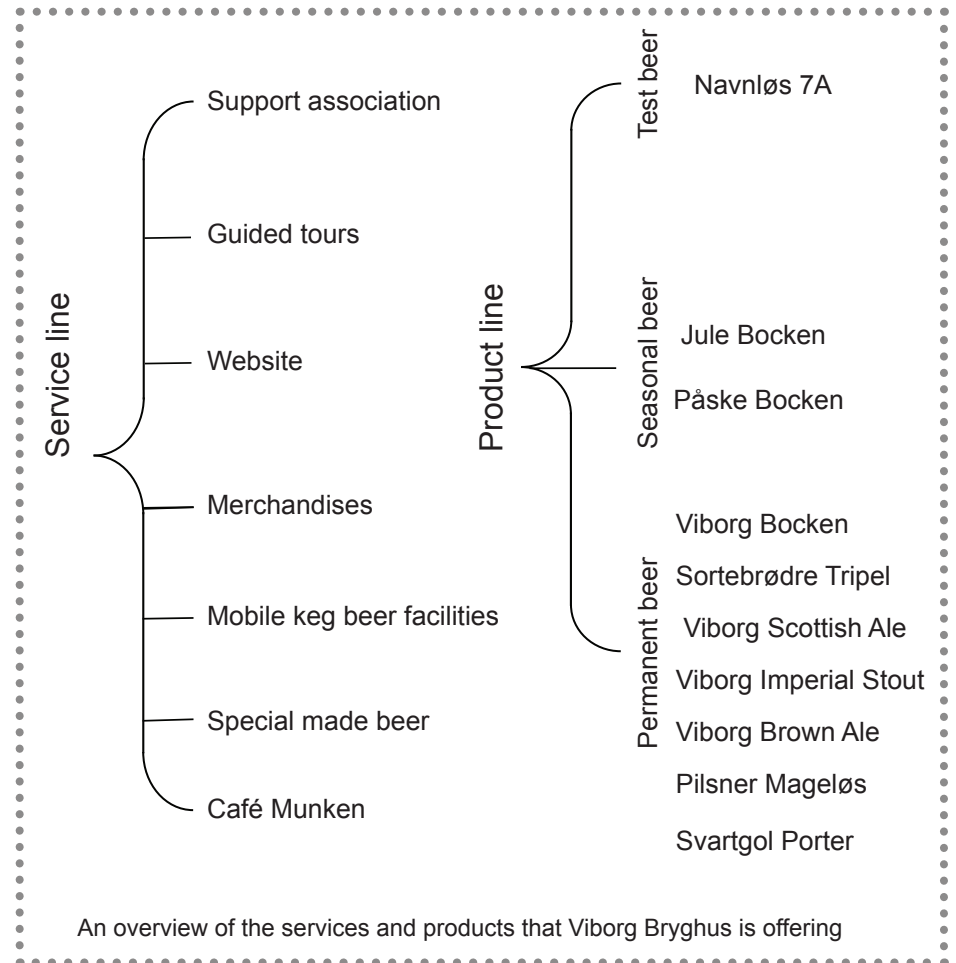 Service line
Support association
Guided tours
Website
Merchandises
Mobile keg beer facilities
Special made beer
Café Munken
Product line
Test beer
Navnløs 7A
Seasonal beer
Jule Bocken
Påske Bocken
Permanent beer
Viborg Bocken
Sortebrødre Tripel
Viborg Scottish Ale
Viborg Imperial Stout
Viborg Brown Ale
Pilsner Mageløs
Svartgol Porter
An overview of the services and products that Viborg Bryghus is offering